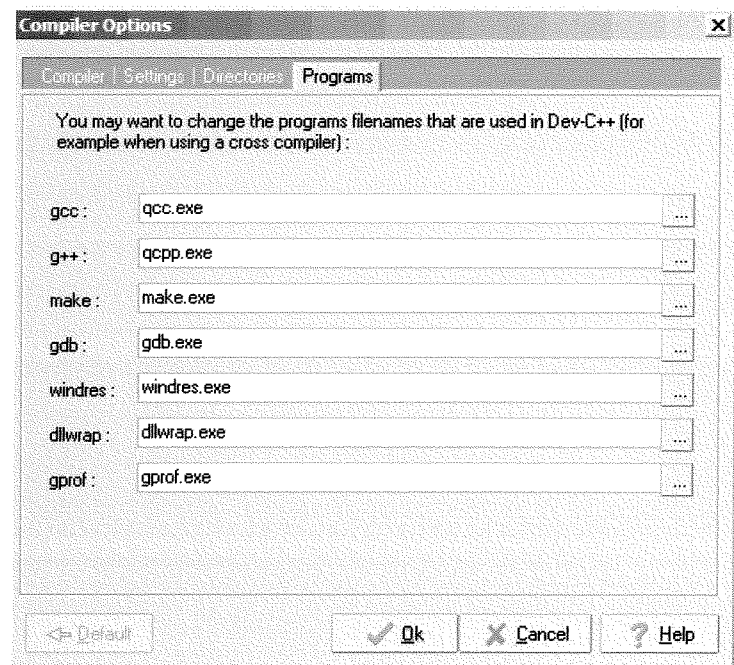 Compiler Options
Compiler | Settings | Directories Programs
You may want to change the programs filenames that are used in Dev-C++ (for
example when using a cross compiler) :
gcc : qcc.exe ...
g++ : qcpp.exe ...
make : make.exe ...
gdb : gdb.exe ...
windres : windres.exe ...
dllwrap : dllwrap.exe ...
gprof : gprof.exe ...
Default Ok Cancel ? Help